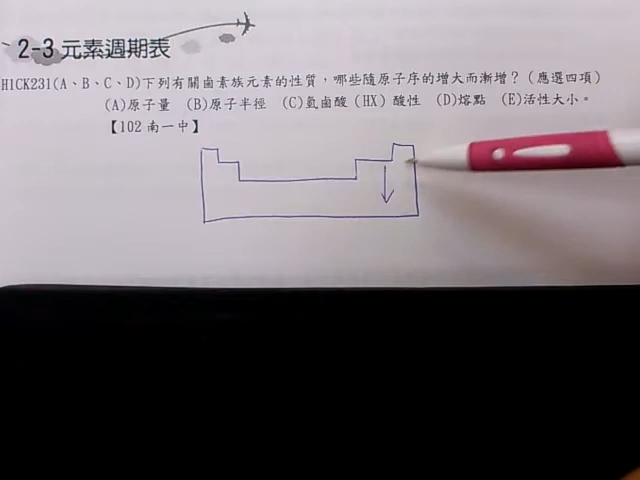 2-3 元素週期表
H1CK231(A、B、C、D)下列有關鹵素族元素的性質，哪些隨原子序的增大而漸增？(應選四項)
(A)原子量 (B)原子半徑 (C)氫鹵酸(HX)酸性 (D)熔點 (E)活性大小。
【102 南一中】